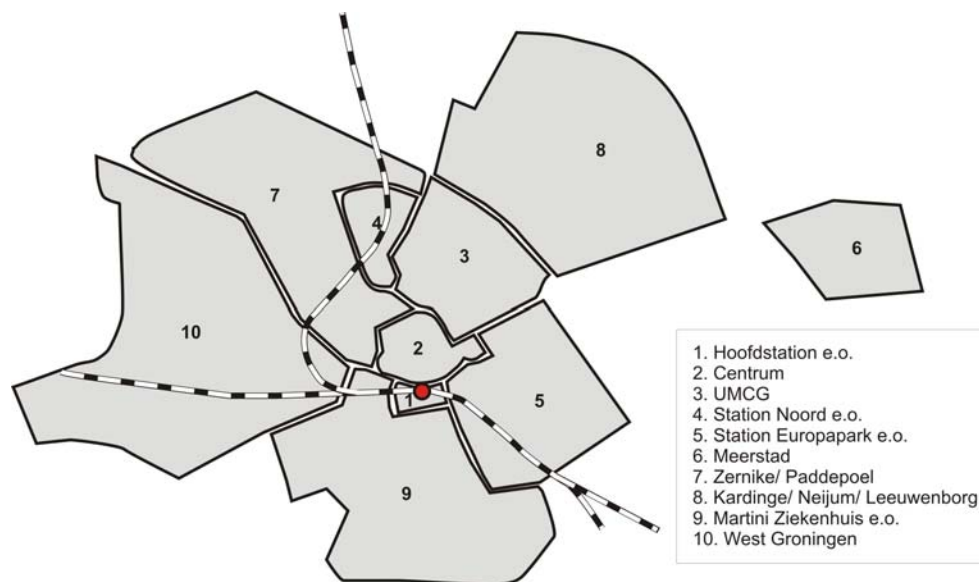 8
7
4
3
6
10
2
1
5
9
1. Hoofdstation e.o.
2. Centrum
3. UMCG
4. Station Noord e.o.
5. Station Europapark e.o.
6. Meerstad
7. Zernike/ Paddepoel
8. Kardinge/ Neijum/ Leeuwenborg
9. Martini Ziekenhuis e.o.
10. West Groningen